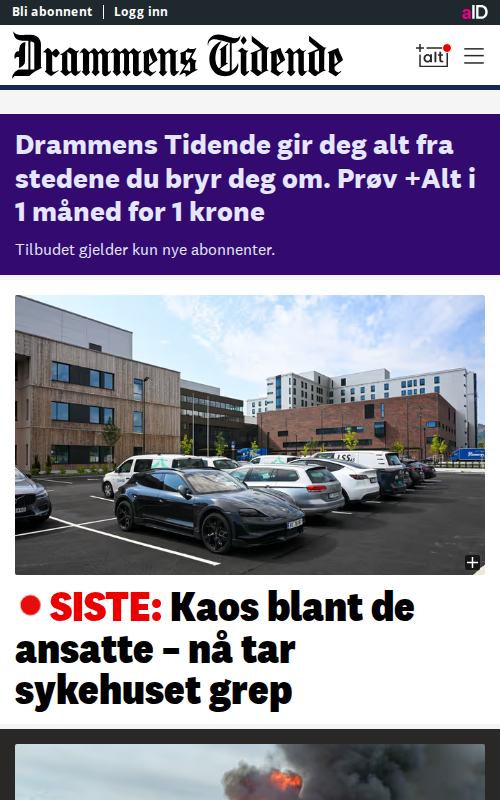 Bli abonnent | Logg inn
aID
Drammens Tidende
+alt
Drammens Tidende gir deg alt fra
stedene du bryr deg om. Prøv +Alt i
1 måned for 1 krone
Tilbudet gjelder kun nye abonnenter.
SISTE: Kaos blant de
ansatte – nå tar
sykehuset grep